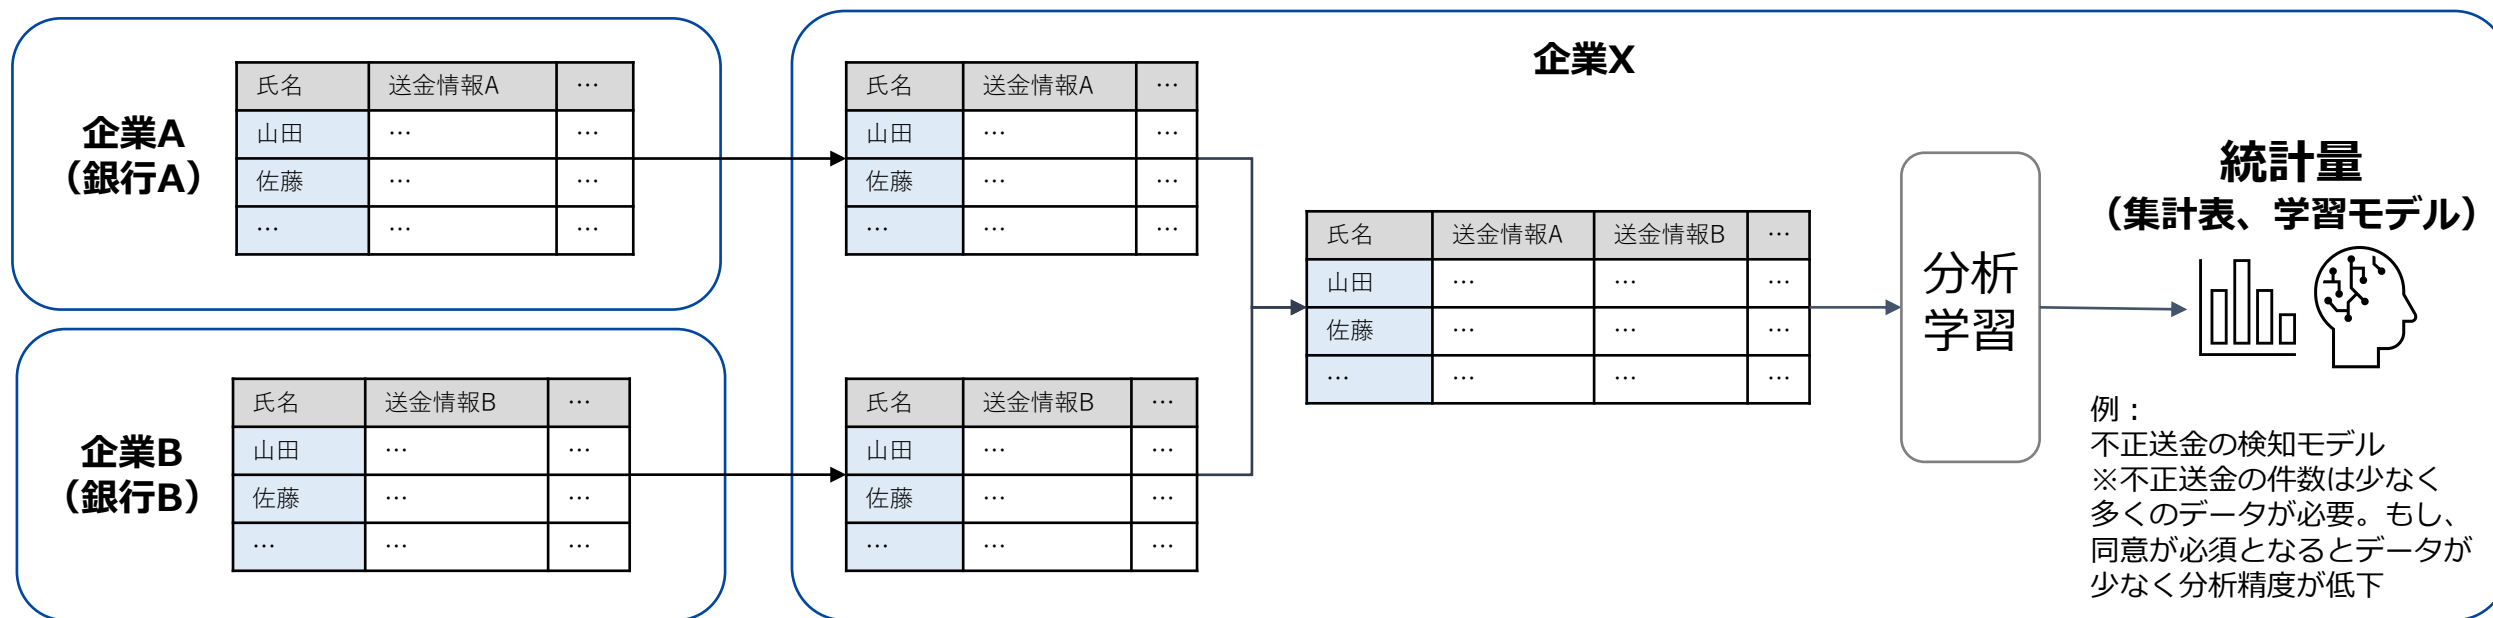 企業A
（銀行A）
氏名 送金情報A …
山田 … …
佐藤 … …
… … …
企業B
（銀行B）
氏名 送金情報B …
山田 … …
佐藤 … …
… … …
企業X
氏名 送金情報A …
山田 … …
佐藤 … …
… … …
氏名 送金情報B …
山田 … …
佐藤 … …
… … …
氏名 送金情報A 送金情報B …
山田 … … …
佐藤 … … …
… … … …
分析
学習
統計量
（集計表、学習モデル）
例：
不正送金の検知モデル
※不正送金の件数は少なく
多くのデータが必要。もし、
同意が必須となるとデータが
少なく分析精度が低下